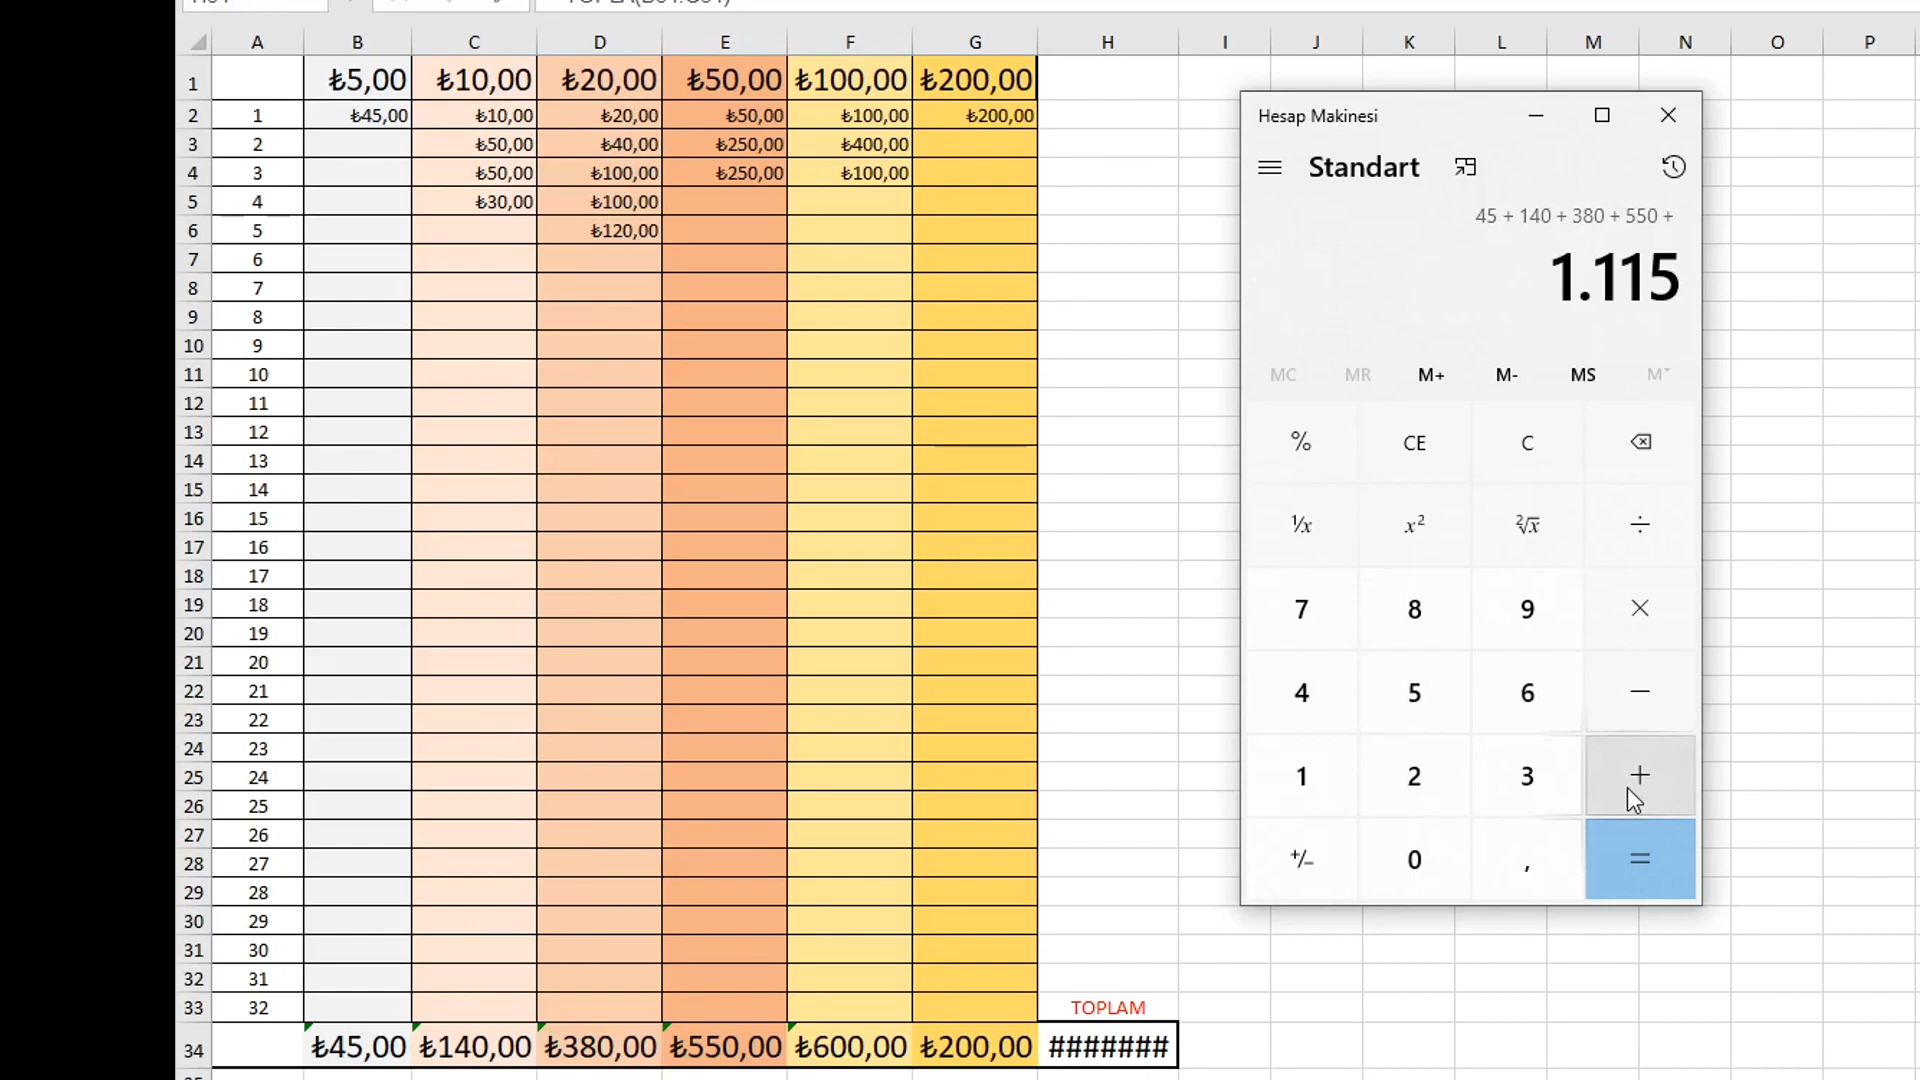 A B C D E F G H I J K L M N O P
1 ₺5,00 ₺10,00 ₺20,00 ₺50,00 ₺100,00 ₺200,00
2 1 ₺45,00 ₺10,00 ₺20,00 ₺50,00 ₺100,00 ₺200,00
3 2 ₺50,00 ₺40,00 ₺250,00 ₺400,00
4 3 ₺50,00 ₺100,00 ₺250,00 ₺100,00
5 4 ₺30,00 ₺100,00
6 5 ₺120,00
7 6
8 7
9 8
10 9
11 10
12 11
13 12
14 13
15 14
16 15
17 16
18 17
19 18
20 19
21 20
22 21
23 22
24 23
25 24
26 25
27 26
28 27
29 28
30 29
31 30
32 31
33 32 TOPLAM
34 ₺45,00 ₺140,00 ₺380,00 ₺550,00 ₺600,00 ₺200,00 #######
Hesap Makinesi
Standart
45 + 140 + 380 + 550 +
1.115
MC MR M+ M- MS M˅
% CE C
¹/x x² ²√x ÷
7 8 9 ×
4 5 6 −
1 2 3 +
+/− 0 , =